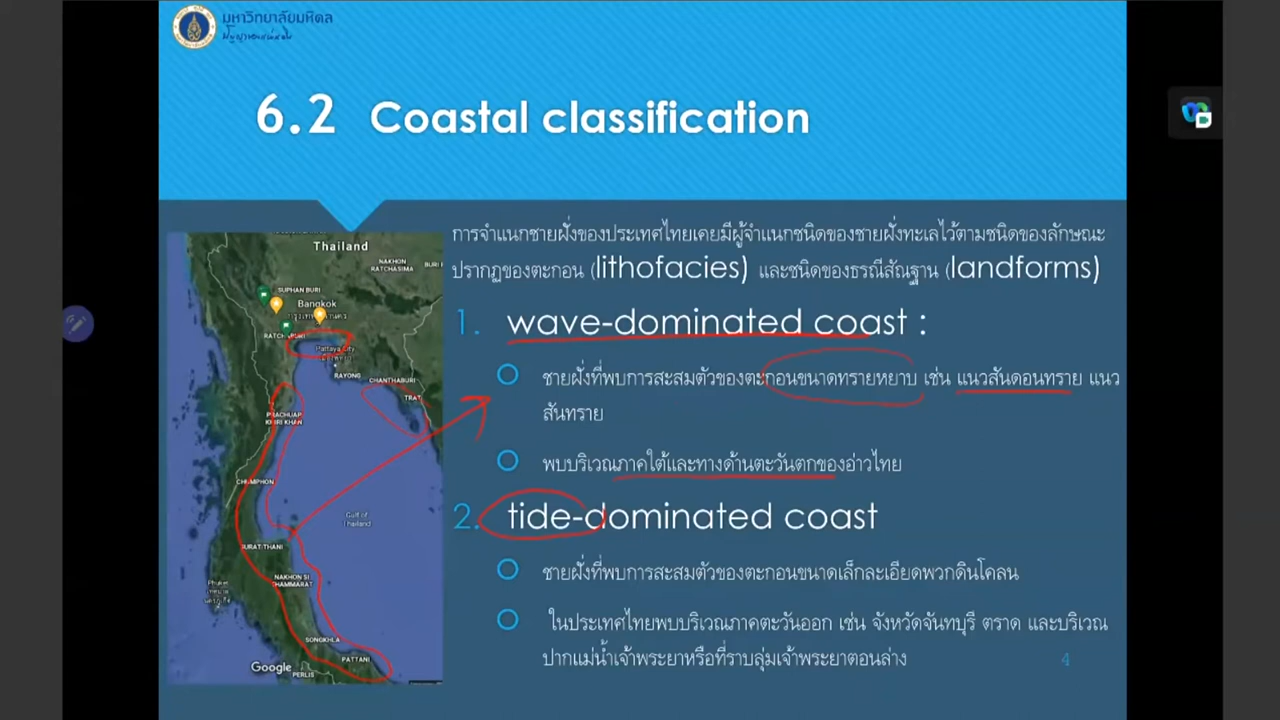 มหาวิทยาลัยมหิดล
6.2 Coastal classification
การจำแนกชายฝั่งของประเทศไทยเคยมีผู้จำแนกชนิดของชายฝั่งทะเลไว้ตามชนิดของลักษณะ
ปรากฏของตะกอน (lithofacies) และชนิดของธรณีสัณฐาน (landforms)
1. wave-dominated coast :
ชายฝั่งที่พบการสะสมตัวของตะกอนขนาดทรายหยาบ เช่น แนวสันดอนทราย แนว
สันทราย
พบบริเวณภาคใต้และทางด้านตะวันตกของอ่าวไทย
2. tide-dominated coast
ชายฝั่งที่พบการสะสมตัวของตะกอนขนาดเล็กละเอียดพวกดินโคลน
ในประเทศไทยพบบริเวณภาคตะวันออก เช่น จังหวัดจันทบุรี ตราด และบริเวณ
ปากแม่น้ำเจ้าพระยาหรือที่ราบลุ่มเจ้าพระยาตอนล่าง
4
Thailand
NAKHON
RATCHASIMA
BURI
SUPHAN BURI
Bangkok
กรุงเทพมหานคร
Pattaya City
RAYONG
CHANTHABURI
TRAT
PRACHUAP
KHIRI KHAN
CHUMPHON
Gulf of
Thailand
SURAT THANI
NAKHON SI
THAMMARAT
Phuket
SONGKHLA
PATTANI
Google
PERLIS